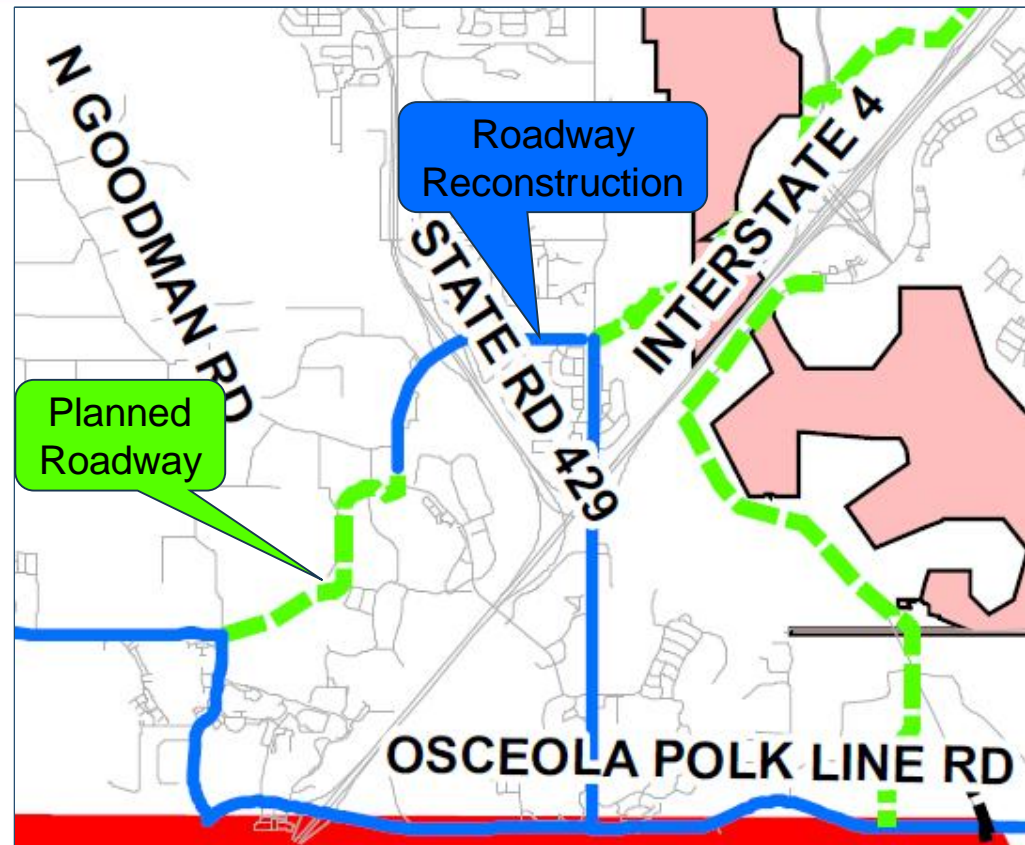 N GOODMAN RD
Roadway
Reconstruction
STATE RD 429
INTERSTATE 4
Planned
Roadway
OSCEOLA POLK LINE RD